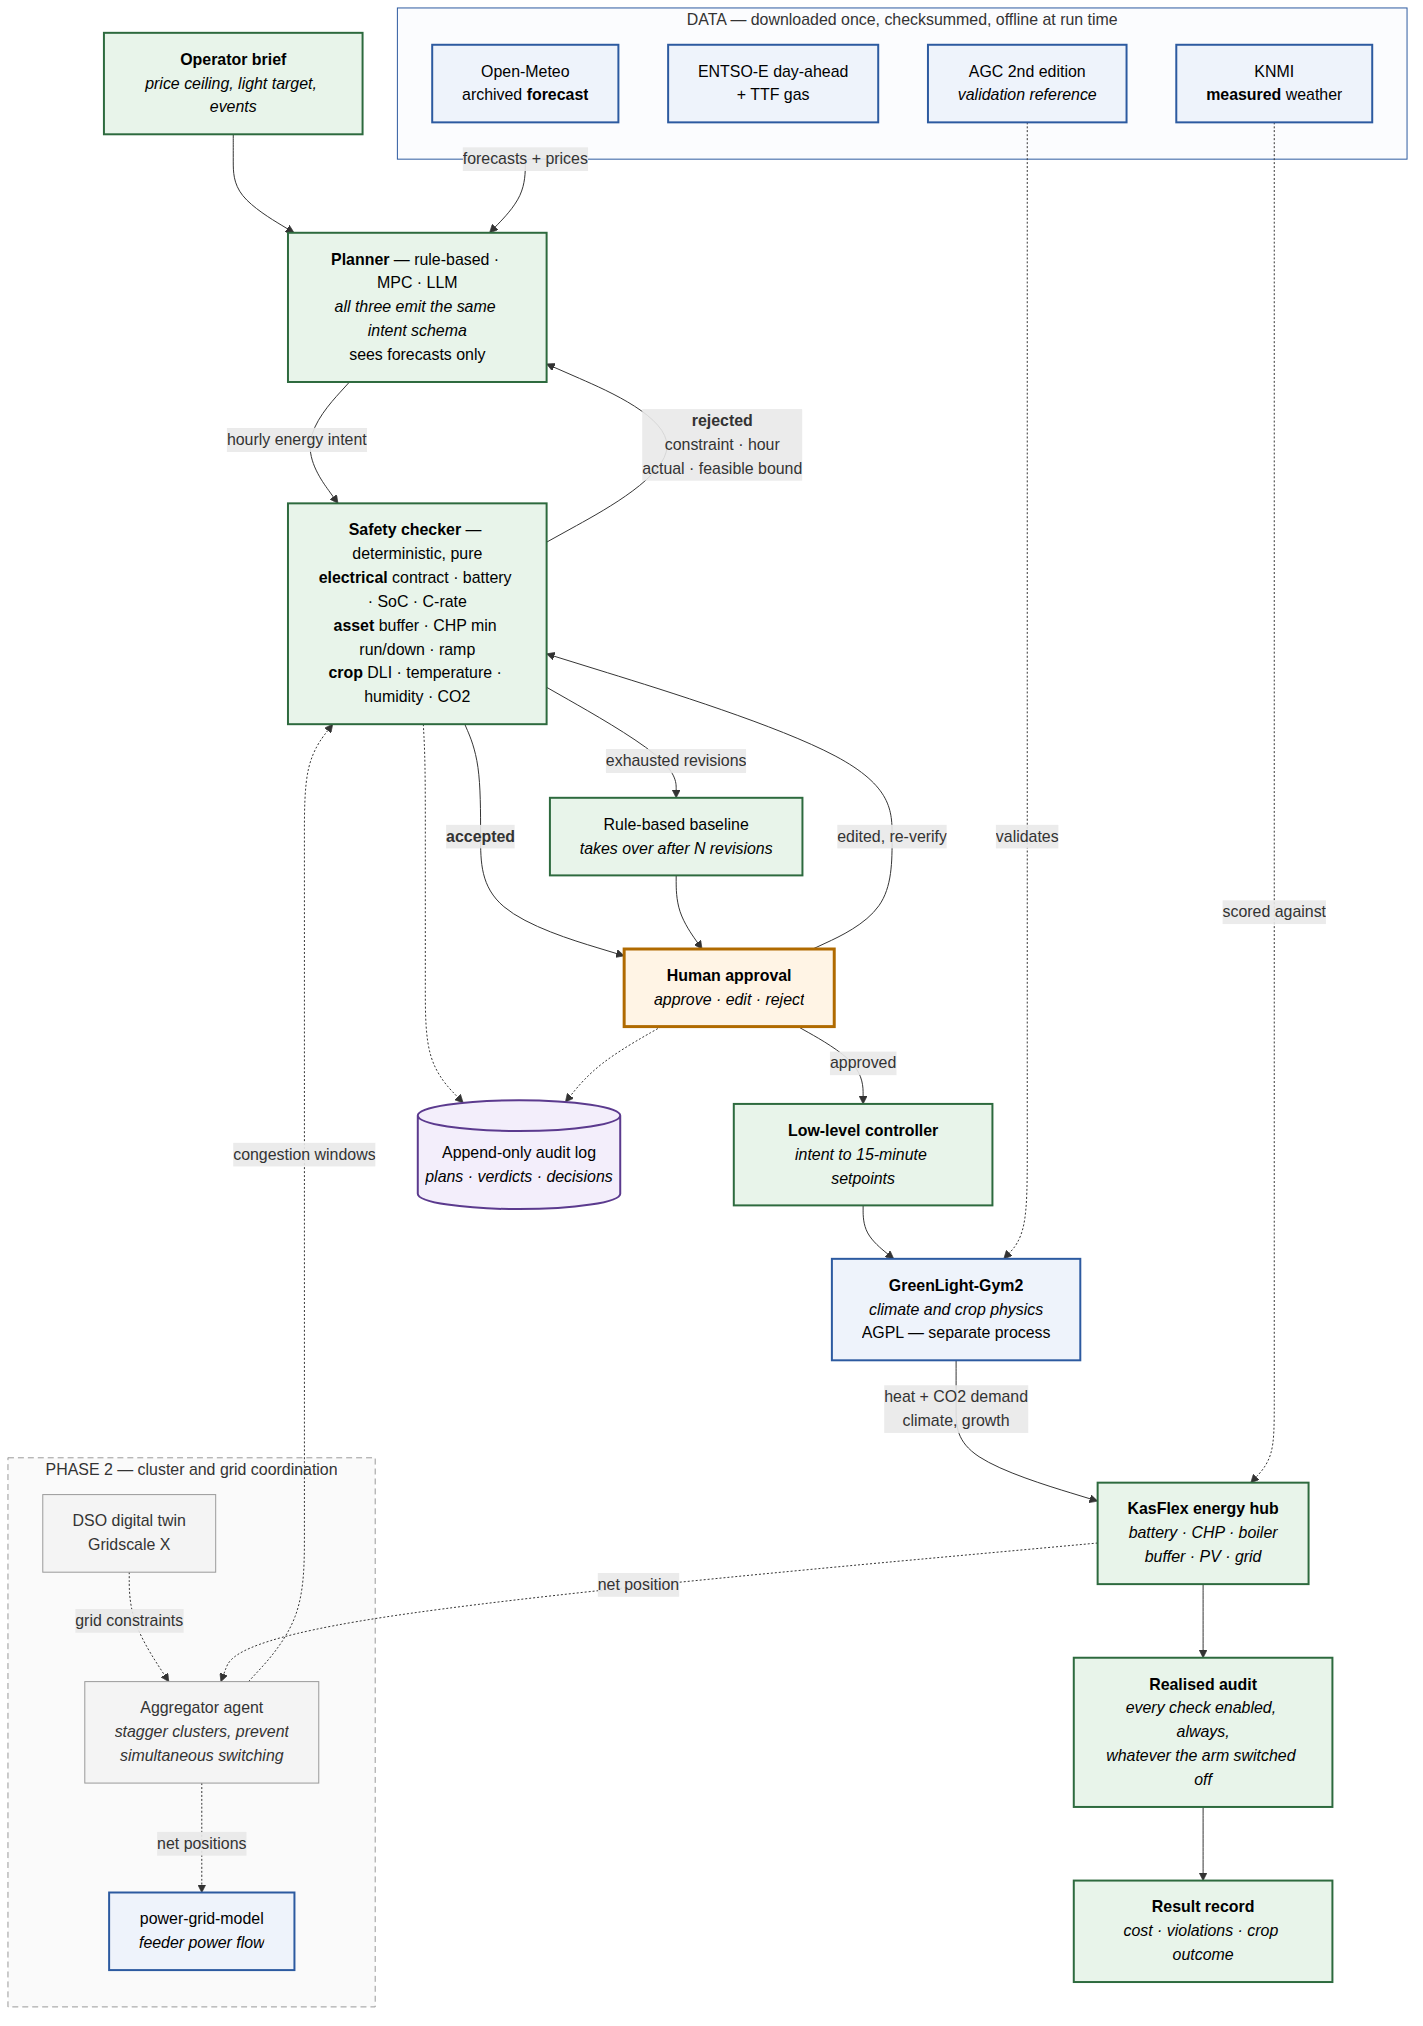 DATA — downloaded once, checksummed, offline at run time
Operator brief
price ceiling, light target,
events
Open-Meteo
archived forecast
ENTSO-E day-ahead
+ TTF gas
AGC 2nd edition
validation reference
KNMI
measured weather
forecasts + prices
Planner — rule-based ·
MPC · LLM
all three emit the same
intent schema
sees forecasts only
hourly energy intent
rejected
constraint · hour
actual · feasible bound
Safety checker —
deterministic, pure
electrical contract · battery
· SoC · C-rate
asset buffer · CHP min
run/down · ramp
crop DLI · temperature ·
humidity · CO2
exhausted revisions
Rule-based baseline
takes over after N revisions
accepted
edited, re-verify
validates
scored against
Human approval
approve · edit · reject
approved
Append-only audit log
plans · verdicts · decisions
congestion windows
Low-level controller
intent to 15-minute
setpoints
GreenLight-Gym2
climate and crop physics
AGPL — separate process
heat + CO2 demand
climate, growth
PHASE 2 — cluster and grid coordination
DSO digital twin
Gridscale X
grid constraints
KasFlex energy hub
battery · CHP · boiler
buffer · PV · grid
net position
Aggregator agent
stagger clusters, prevent
simultaneous switching
Realised audit
every check enabled,
always,
whatever the arm switched
off
net positions
power-grid-model
feeder power flow
Result record
cost · violations · crop
outcome